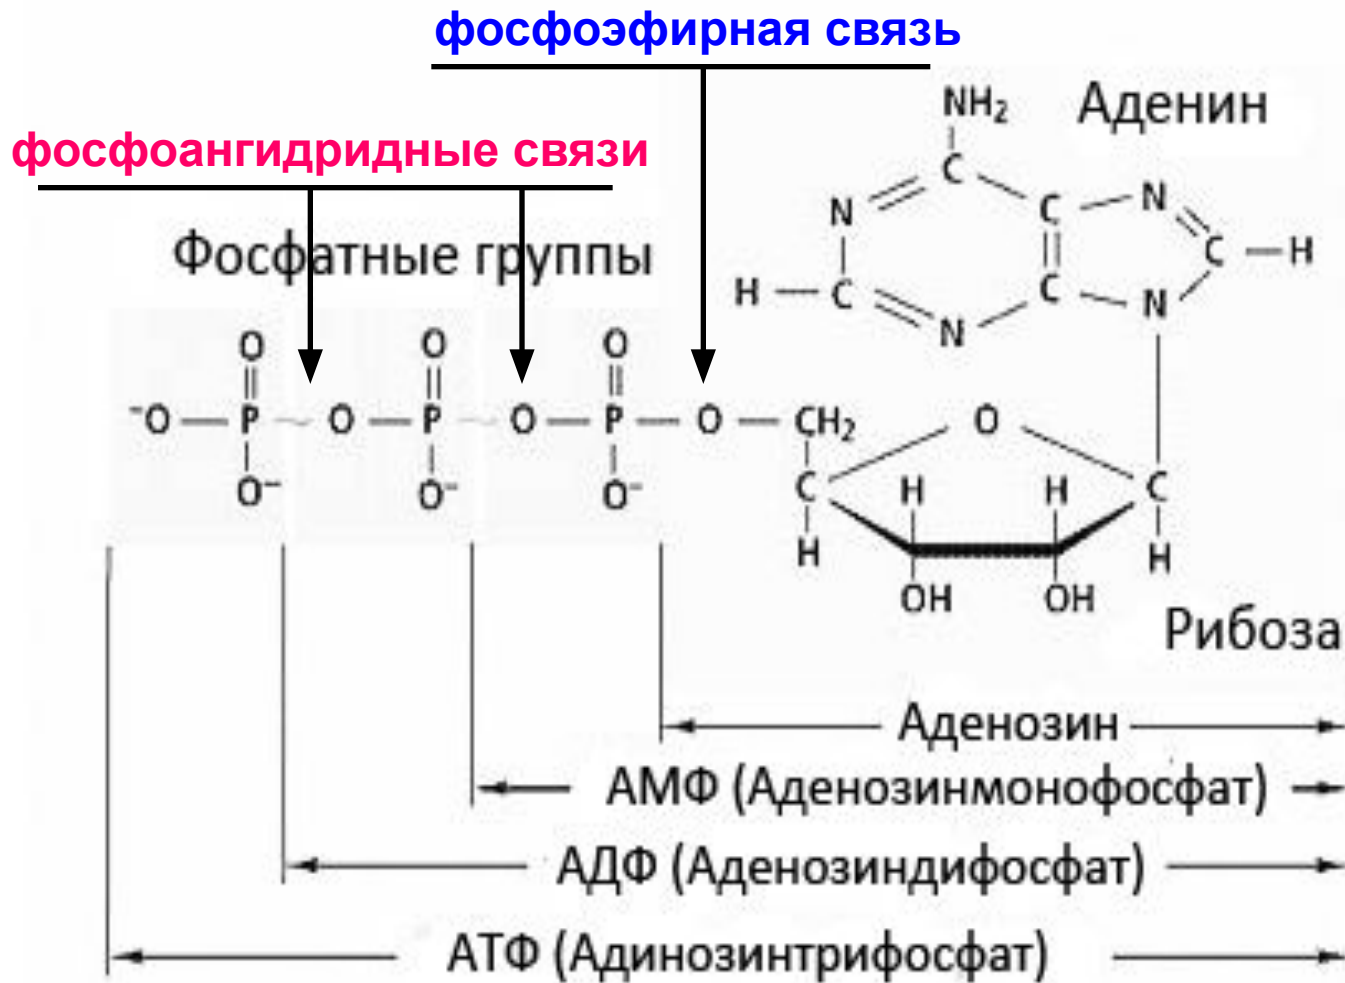 фосфоэфирная связь
фосфоангидридные связи
NH₂ Аденин
Фосфатные группы
C N
N C
C H
H C C N
N
O O O
⁻O P O P O P O CH₂ O
O⁻ O⁻ O⁻ C H H C
H H
OH OH
Рибоза
Аденозин
АМФ (Аденозинмонофосфат)
АДФ (Аденозиндифосфат)
АТФ (Адинозинтрифосфат)